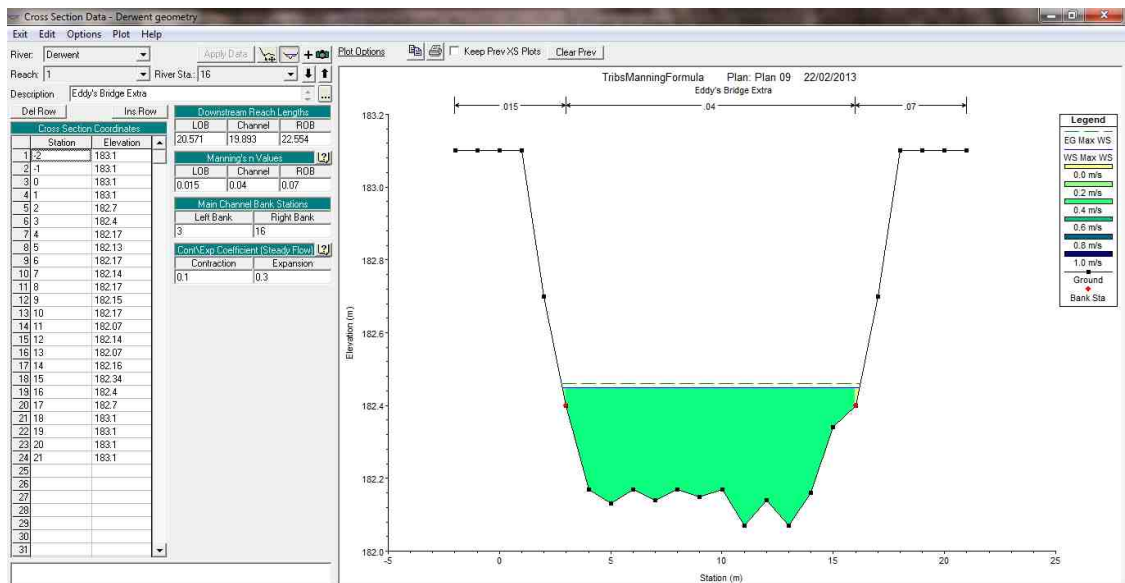 Cross Section Data - Derwent geometry
Exit Edit Options Plot Help
River: Derwent Apply Data Plot Options Keep Prev XS Plots Clear Prev
Reach: 1 River Sta.: 16
Description Eddy's Bridge Extra ...
Del Row Ins Row
Cross Section Coordinates
Station Elevation
1 -2 183.1
2 -1 183.1
3 0 183.1
4 1 183.1
5 2 182.7
6 3 182.4
7 4 182.17
8 5 182.13
9 6 182.17
10 7 182.14
11 8 182.17
12 9 182.15
13 10 182.17
14 11 182.07
15 12 182.14
16 13 182.07
17 14 182.16
18 15 182.34
19 16 182.4
20 17 182.7
21 18 183.1
22 19 183.1
23 20 183.1
24 21 183.1
25
26
27
28
29
30
31
Downstream Reach Lengths
LOB Channel ROB
20.571 19.893 22.554
Manning's n Values ?
LOB Channel ROB
0.015 0.04 0.07
Main Channel Bank Stations
Left Bank Right Bank
3 16
Cont\Exp Coefficient (Steady Flow) ?
Contraction Expansion
0.1 0.3
TribsManningFormula Plan: Plan 09 22/02/2013
Eddy's Bridge Extra
.015 .04 .07
183.2
183.0
182.8
182.6
182.4
182.2
182.0
Elevation (m)
-5 0 5 10 15 20 25
Station (m)
Legend
EG Max WS
WS Max WS
0.0 m/s
0.2 m/s
0.4 m/s
0.6 m/s
0.8 m/s
1.0 m/s
Ground
Bank Sta